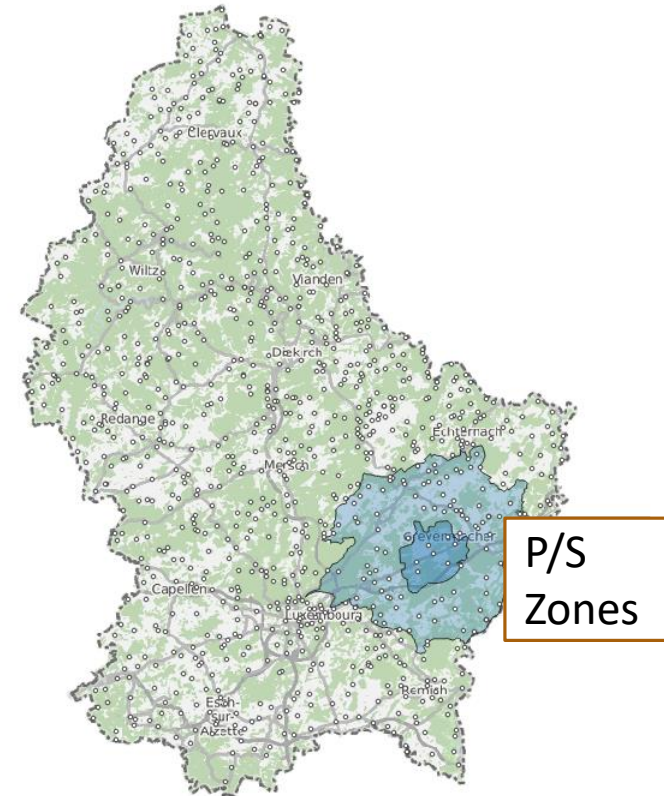 Clervaux
Wiltz
Vianden
Diekirch
Redange
Echternach
Mersch
Grevenmacher
P/S
Zones
Capellen
Luxembourg
Remich
Esch-
sur-
Alzette